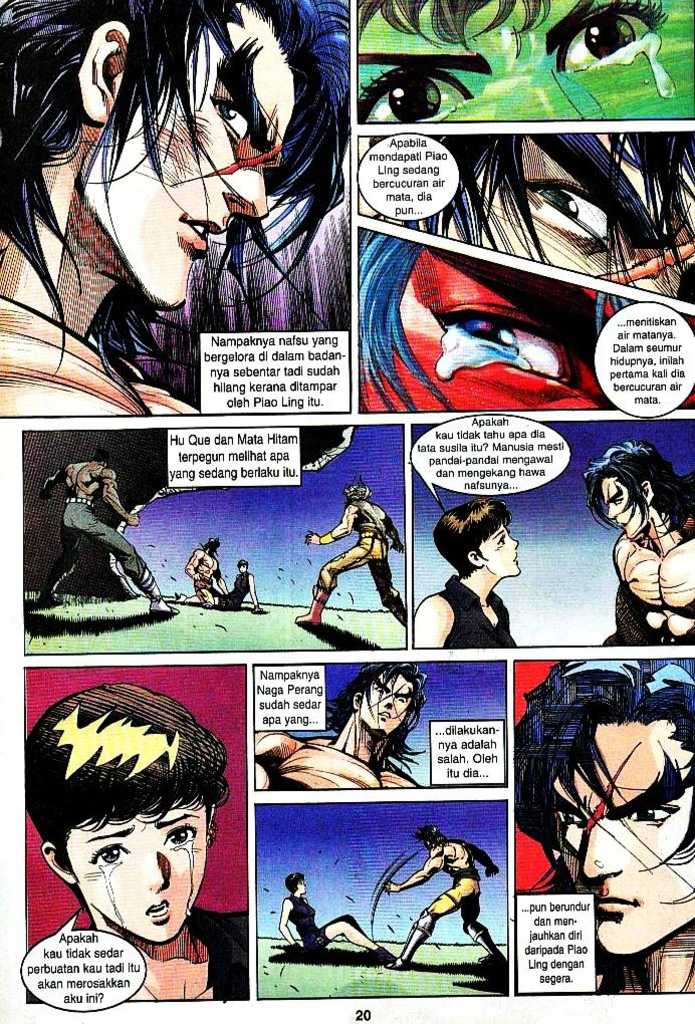 Nampaknya nafsu yang
bergelora di dalam badan-
nya sebentar tadi sudah
hilang kerana ditampar
oleh Piao Ling itu.
Apabila
mendapati Piao
Ling sedang
bercucuran air
mata, dia
pun...
...menitiskan
air matanya.
Dalam seumur
hidupnya, inilah
pertama kali dia
bercucuran air
mata.
Hu Que dan Mata Hitam
terpegun melihat apa
yang sedang berlaku itu.
Apakah
kau tidak tahu apa dia
tata susila itu? Manusia mesti
pandai-pandai mengawal
dan mengekang hawa
nafsunya...
Apakah
kau tidak sedar
perbuatan kau tadi itu
akan merosakkan
aku ini?
Nampaknya
Naga Perang
sudah sedar
apa yang...
...dilakukan-
nya adalah
salah. Oleh
itu dia...
...pun berundur
dan men-
jauhkan diri
daripada Piao
Ling dengan
segera.
20